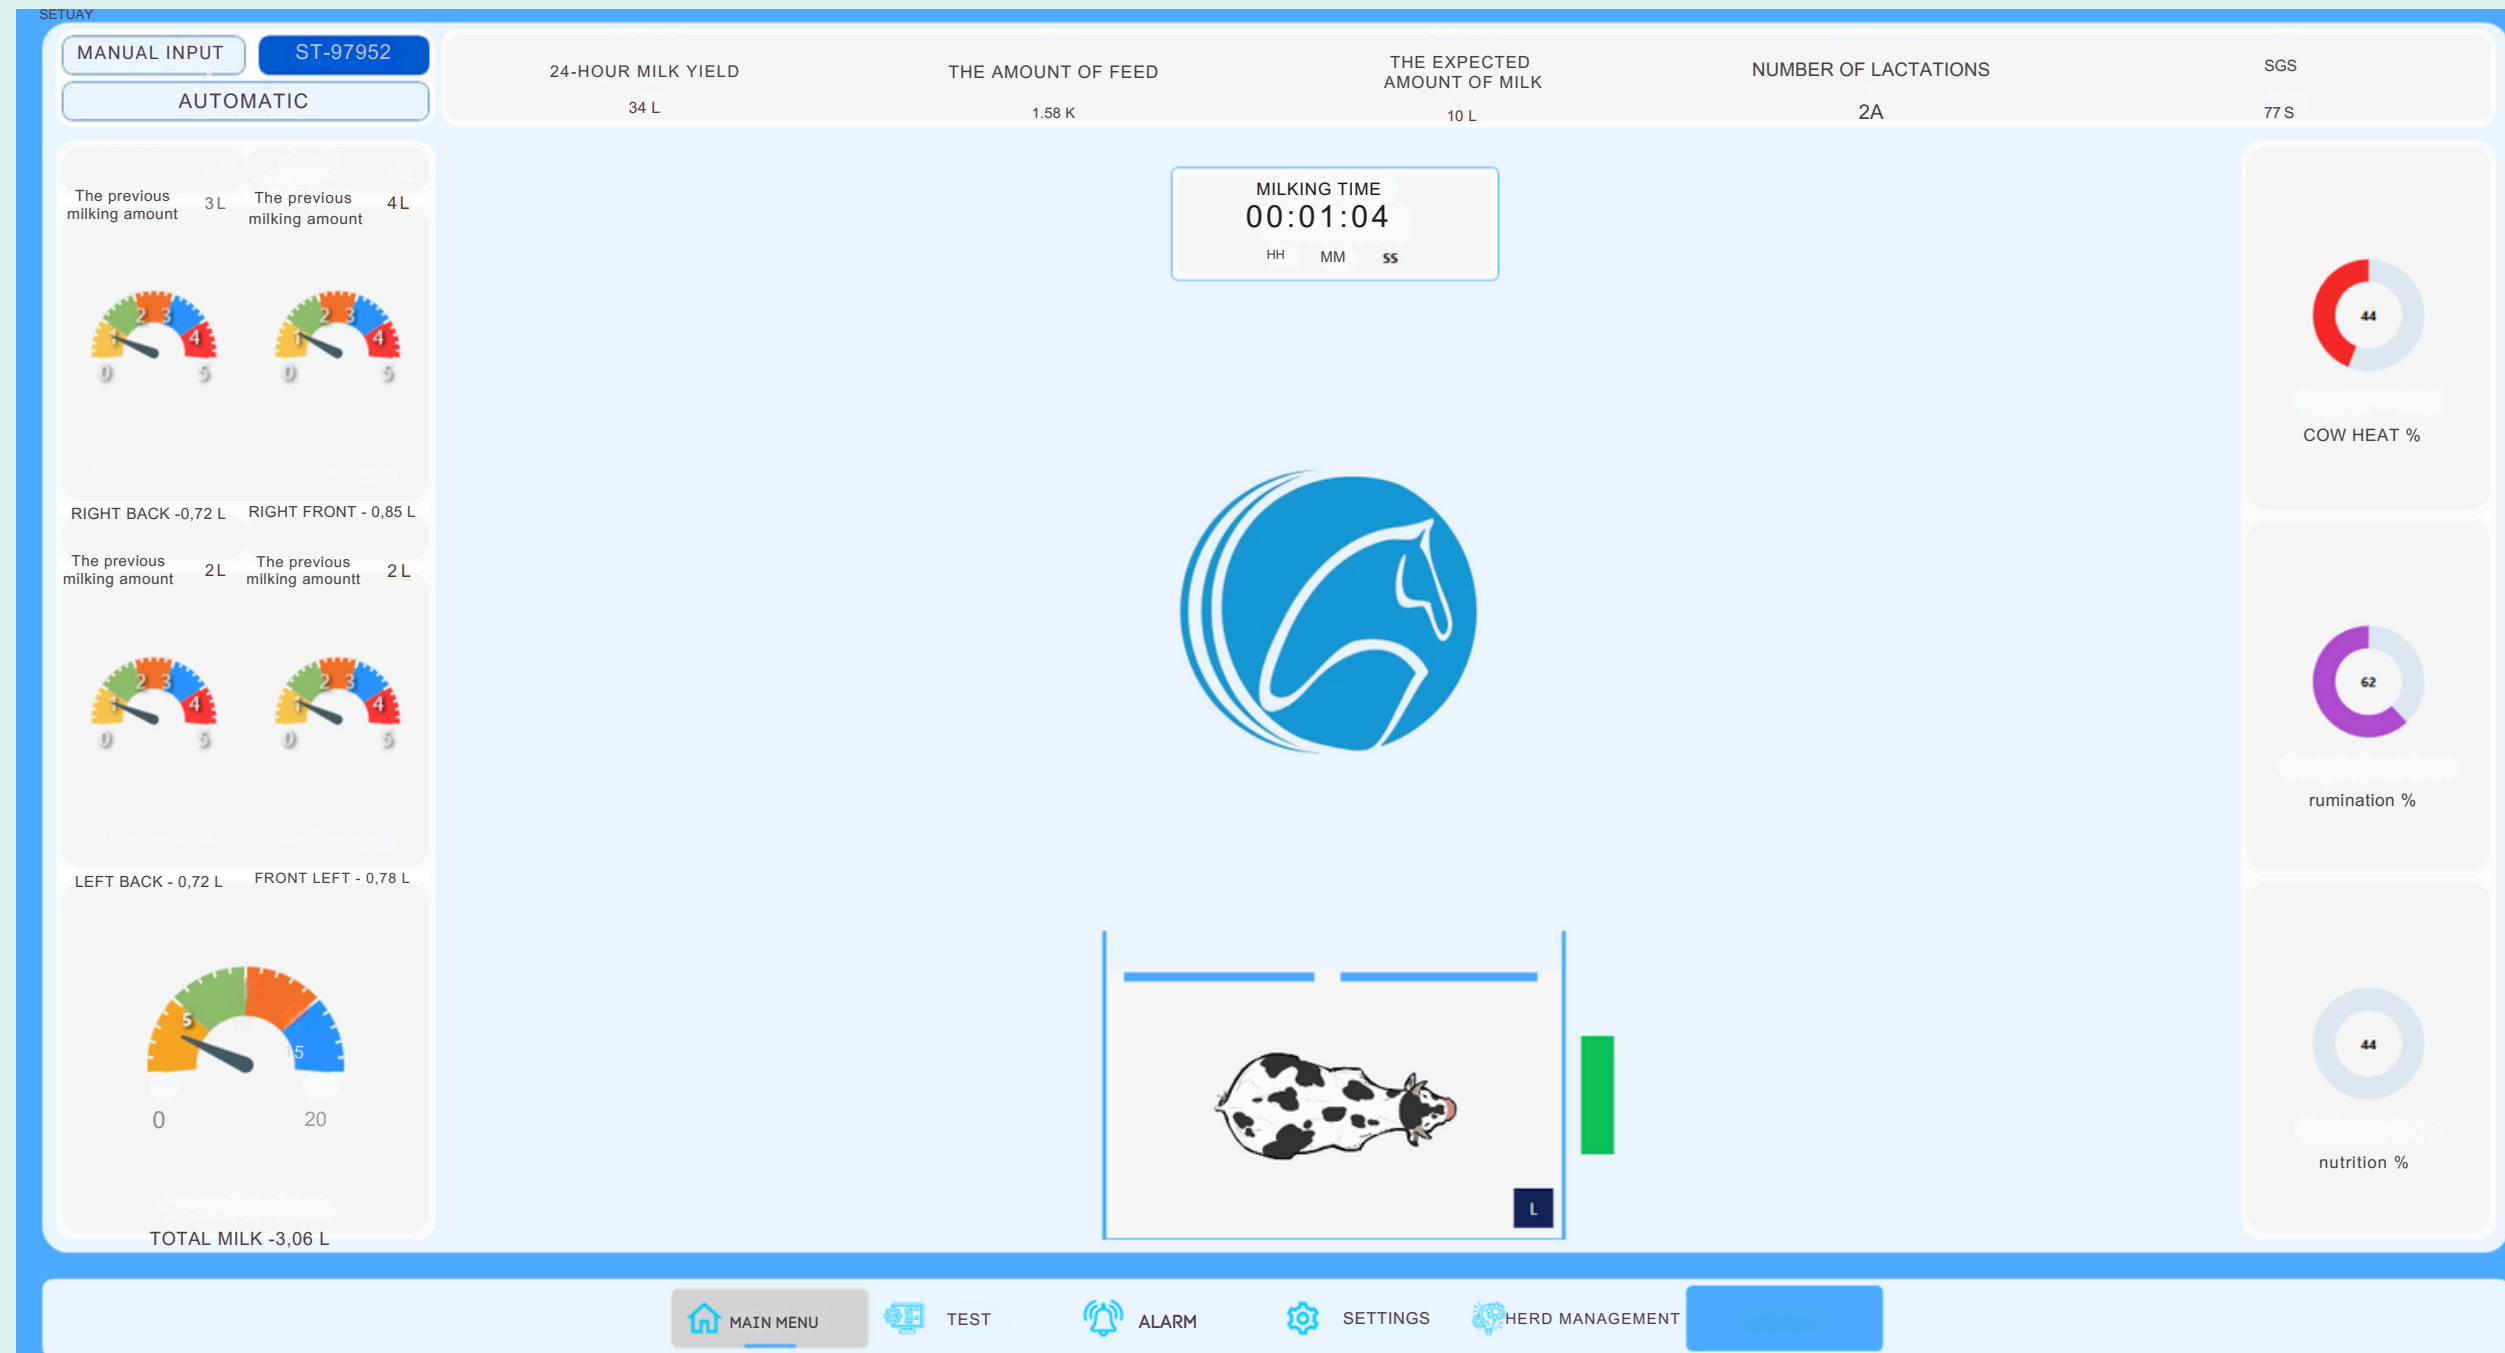 SETUAY
MANUAL INPUT
ST-97952
AUTOMATIC
24-HOUR MILK YIELD
34 L
THE AMOUNT OF FEED
1.58 K
THE EXPECTED
AMOUNT OF MILK
10 L
NUMBER OF LACTATIONS
2A
SGS
77 S
The previous
milking amount
3 L
The previous
milking amount
4 L
MILKING TIME
00:01:04
HH MM SS
1 2 3 4
0 5
1 2 3 4
0 5
RIGHT BACK -0,72 L
RIGHT FRONT - 0,85 L
The previous
milking amount
2 L
The previous
milking amountt
2 L
1 2 3 4
0 5
1 2 3 4
0 5
LEFT BACK - 0,72 L
FRONT LEFT - 0,78 L
5 10 15
0 20
TOTAL MILK -3,06 L
44
COW HEAT %
62
rumination %
44
nutrition %
L
MAIN MENU
TEST
ALARM
SETTINGS
HERD MANAGEMENT